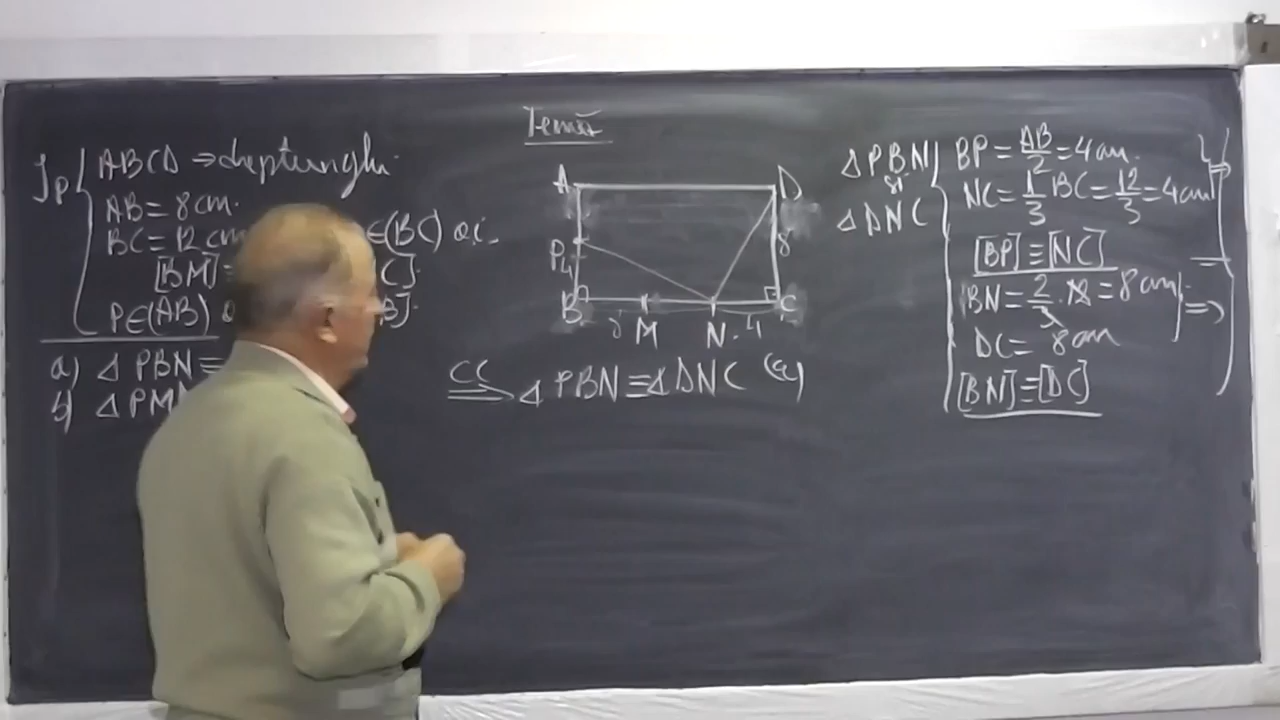 Temă
Ip
ABCD ⇒ dreptunghi.
AB = 8 cm.
BC = 12 cm ∈(BC) a.i.
[BM] ≡ C].
P∈(AB) B].
a) Δ PBN ≡
b) Δ PM
A D
P 4 8
B 8 M N 4 C
CC ⇒ Δ PBN ≡ Δ DNC (a)
Δ PBN
și
Δ DNC
BP = AB/2 = 4 cm.
NC = 1/3 BC = 12/3 = 4 cm
[BP] ≡ [NC]
BN = 2/3 · 12 = 8 cm. ⇒
DC = 8 cm
[BN] ≡ [DC]